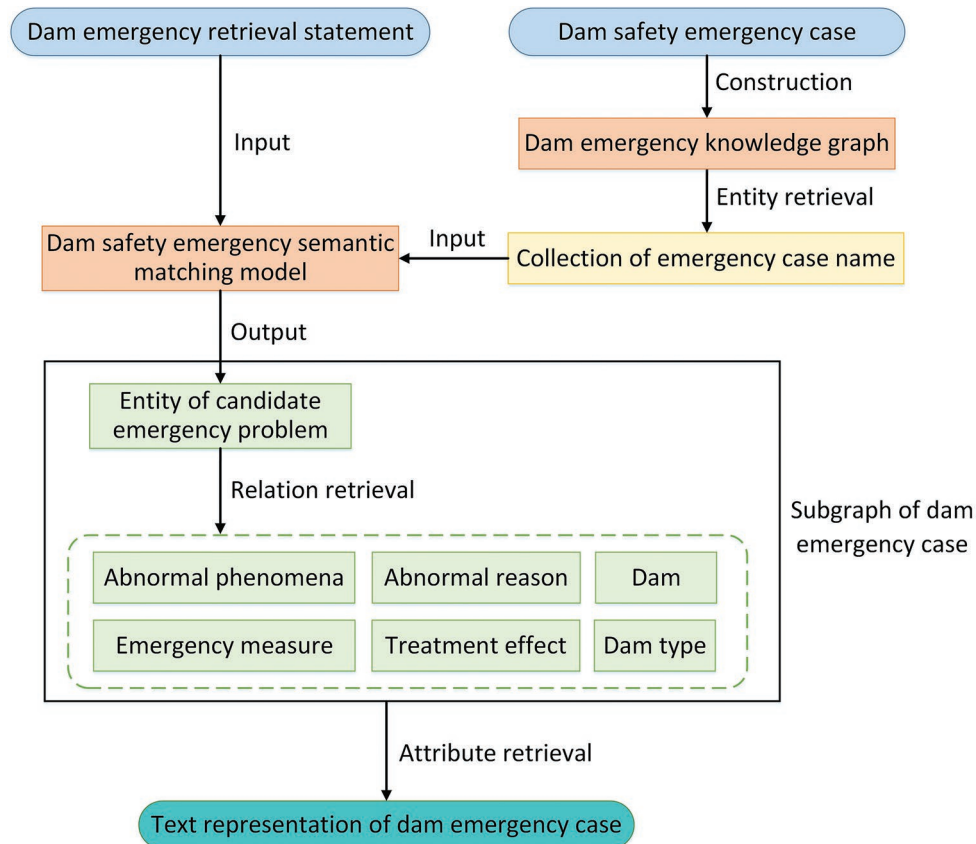 Dam emergency retrieval statement
Dam safety emergency case
Construction
Input
Dam emergency knowledge graph
Entity retrieval
Dam safety emergency semantic
matching model
Input
Collection of emergency case name
Output
Entity of candidate
emergency problem
Relation retrieval
Subgraph of dam
emergency case
Abnormal phenomena
Abnormal reason
Dam
Emergency measure
Treatment effect
Dam type
Attribute retrieval
Text representation of dam emergency case